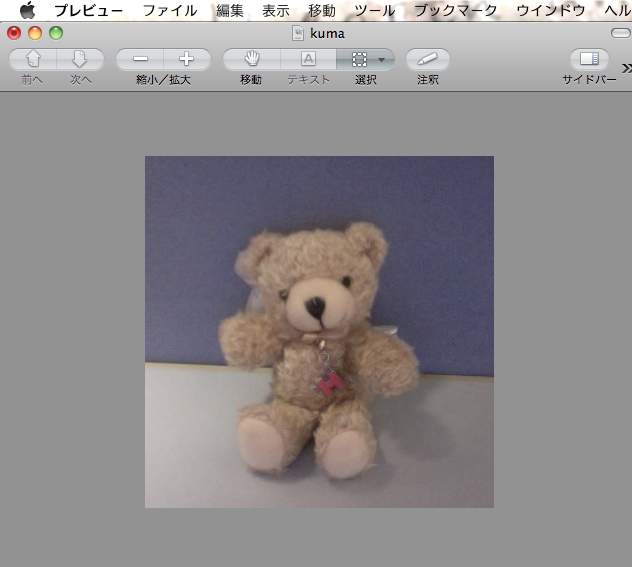 プレビュー ファイル 編集 表示 移動 ツール ブックマーク ウインドウ ヘル
kuma
前へ 次へ 縮小／拡大 移動 テキスト 選択 注釈 サイドバー